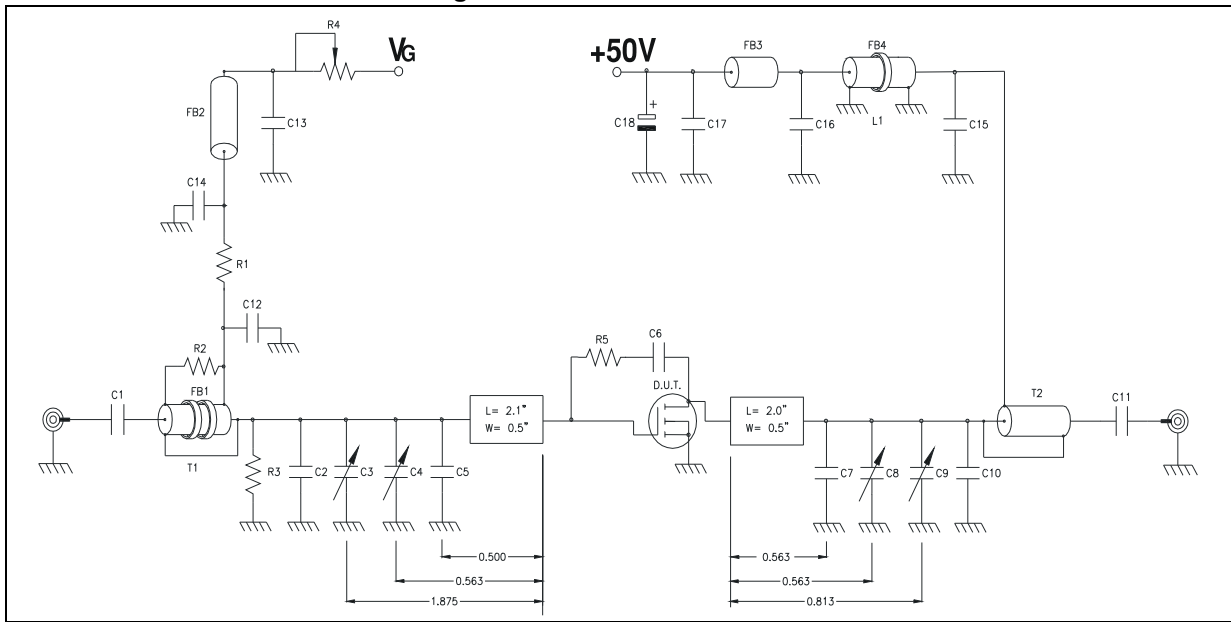 R4
VG
+50V
FB3
FB4
FB2
C13
+
C18
C17
C16
L1
C15
C14
R1
C12
R2
R5
C6
FB1
D.U.T.
T2
C1
C11
L= 2.1"
W= 0.5"
L= 2.0"
W= 0.5"
T1
R3
C2
C3
C4
C5
C7
C8
C9
C10
0.500
0.563
0.563
0.563
1.875
0.813